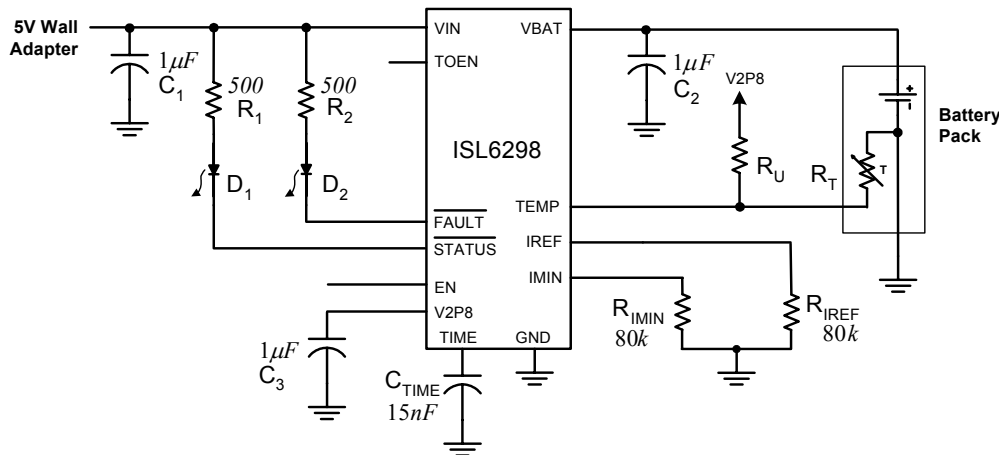 5V Wall
Adapter
1µF
C1
500
R1
500
R2
D1
D2
VIN
TOEN
ISL6298
FAULT
STATUS
EN
V2P8
TIME
GND
VBAT
TEMP
IREF
IMIN
1µF
C2
V2P8
RU
RT
T
+
Battery
Pack
RIMIN
80k
RIREF
80k
1µF
C3
CTIME
15nF